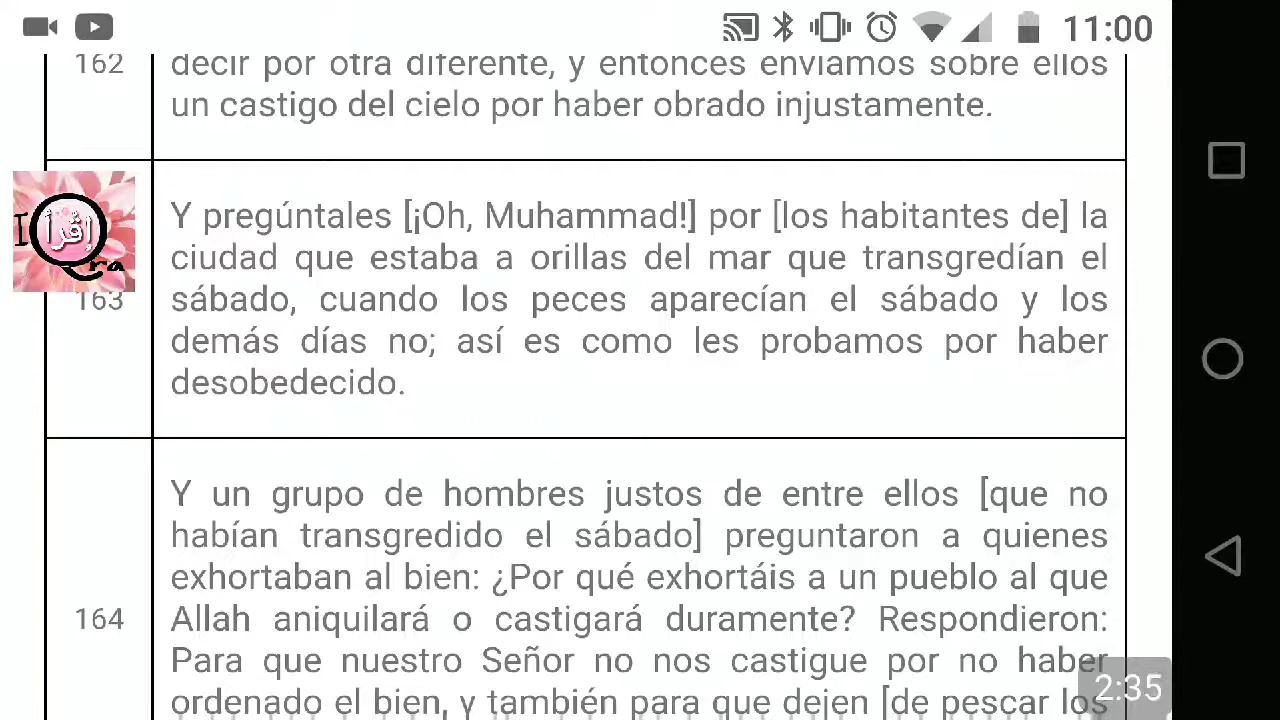 11:00
162
decir por otra diferente, y entonces enviamos sobre ellos
un castigo del cielo por haber obrado injustamente.
I
اِقْرَأْ
Qra
163
Y pregúntales [¡Oh, Muhammad!] por [los habitantes de] la
ciudad que estaba a orillas del mar que transgredían el
sábado, cuando los peces aparecían el sábado y los
demás días no; así es como les probamos por haber
desobedecido.
164
Y un grupo de hombres justos de entre ellos [que no
habían transgredido el sábado] preguntaron a quienes
exhortaban al bien: ¿Por qué exhortáis a un pueblo al que
Allah aniquilará o castigará duramente? Respondieron:
Para que nuestro Señor no nos castigue por no haber
ordenado el bien, y también para que dejen [de pescar los
2:35